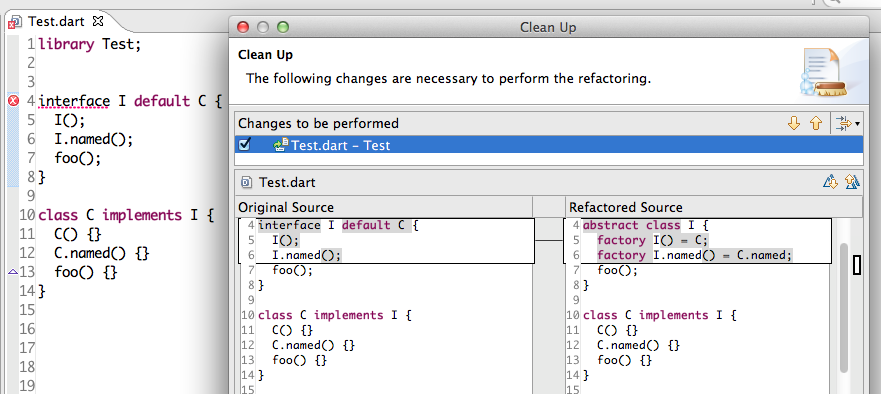 Test.dart
1 library Test;
2
3
4 interface I default C {
5 I();
6 I.named();
7 foo();
8 }
9
10 class C implements I {
11 C() {}
12 C.named() {}
13 foo() {}
14 }
15
16
17
18
19
Clean Up
Clean Up
The following changes are necessary to perform the refactoring.
Changes to be performed
Test.dart - Test
Test.dart
Original Source
4 interface I default C {
5 I();
6 I.named();
7 foo();
8 }
9
10 class C implements I {
11 C() {}
12 C.named() {}
13 foo() {}
14 }
15
Refactored Source
4 abstract class I {
5 factory I() = C;
6 factory I.named() = C.named;
7 foo();
8 }
9
10 class C implements I {
11 C() {}
12 C.named() {}
13 foo() {}
14 }
15